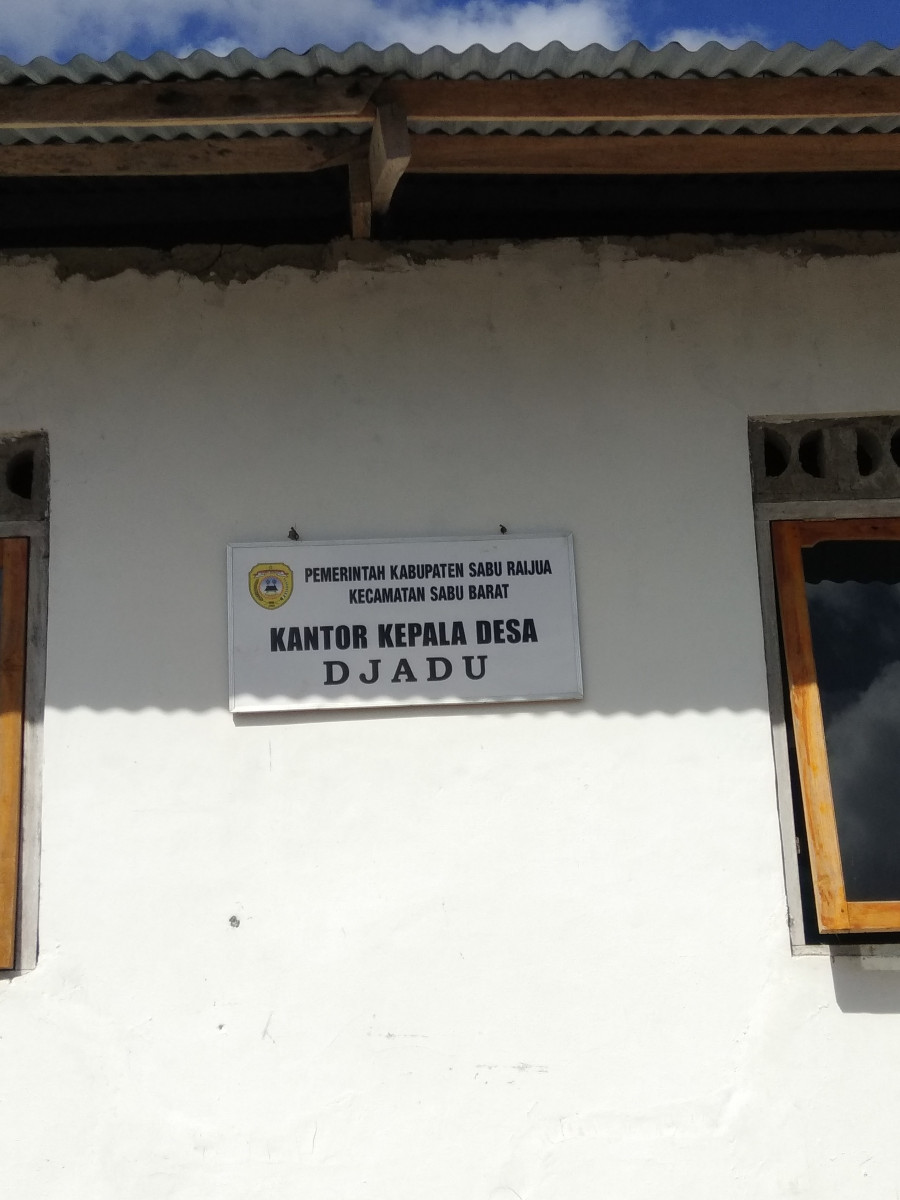 PEMERINTAH KABUPATEN SABU RAIJUA
KECAMATAN SABU BARAT
KANTOR KEPALA DESA
DJADU